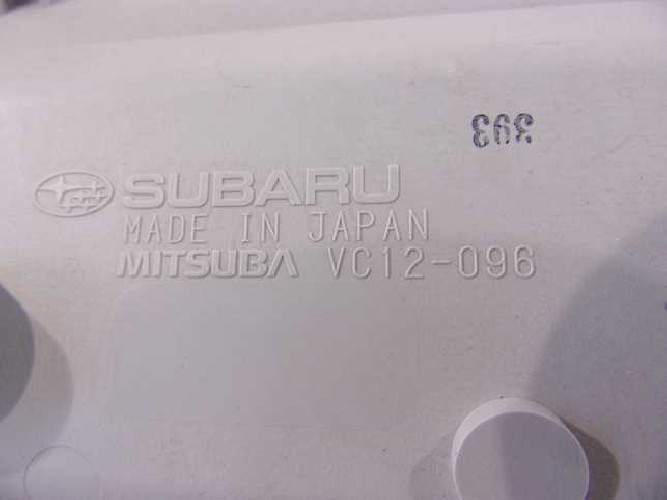 393
SUBARU
MADE IN JAPAN
MITSUBA VC12-096